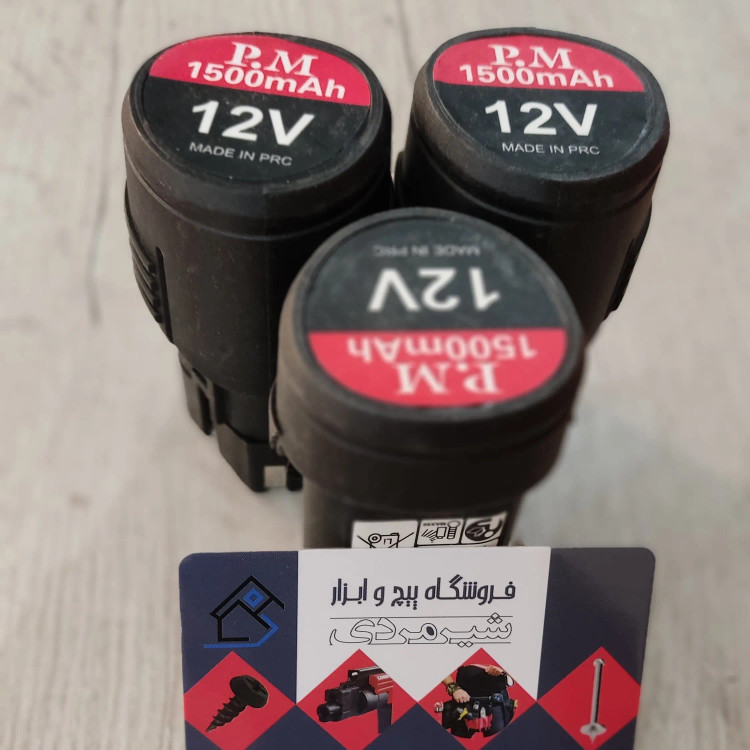 P.M
1500mAh
12V
MADE IN PRC
P.M
1500mAh
12V
MADE IN PRC
P.M
1500mAh
12V
MADE IN PRC
فروشگاه پیچ و ابزار
شیرمردی